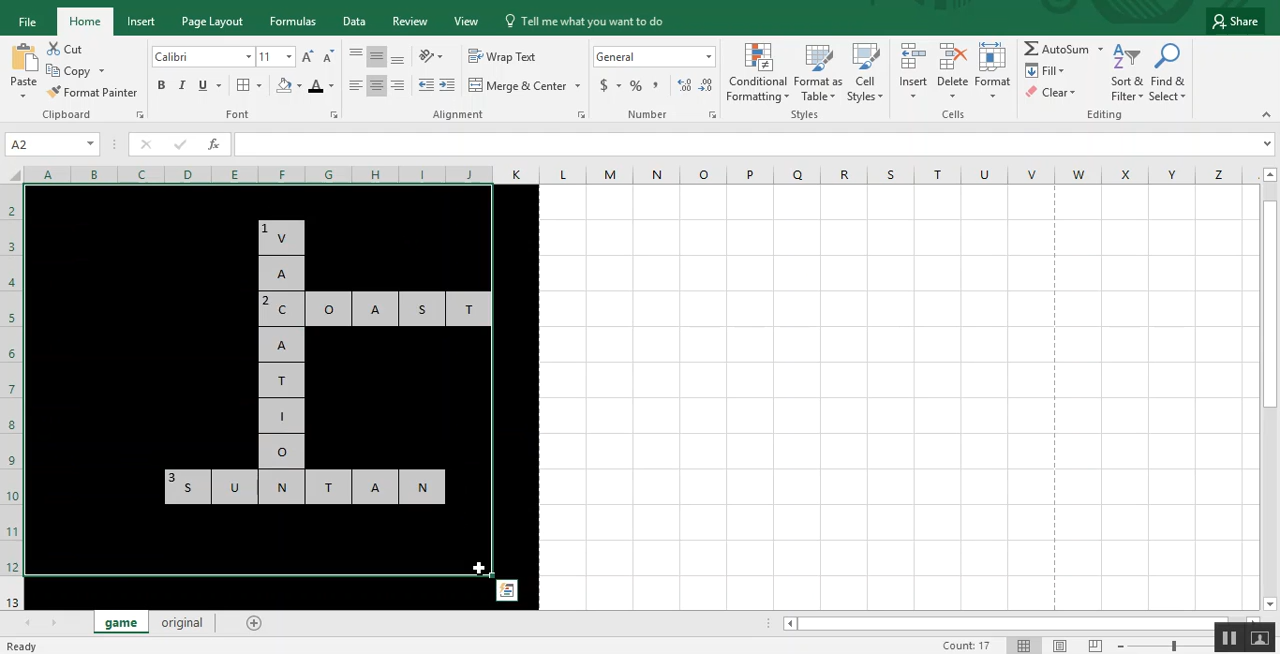 File Home Insert Page Layout Formulas Data Review View Tell me what you want to do Share
Paste Cut Copy Format Painter Clipboard
Calibri 11 A A B I U A Font
Wrap Text Merge & Center Alignment
General $ % , Number
Conditional Formatting Format as Table Cell Styles Styles
Insert Delete Format Cells
AutoSum Fill Clear Sort & Filter Find & Select Editing
A2 fx
A B C D E F G H I J K L M N O P Q R S T U V W X Y Z
2
3 1 V
4 A
5 2 C O A S T
6 A
7 T
8 I
9 O
10 3 S U N T A N
11
12
13
game original
Ready Count: 17